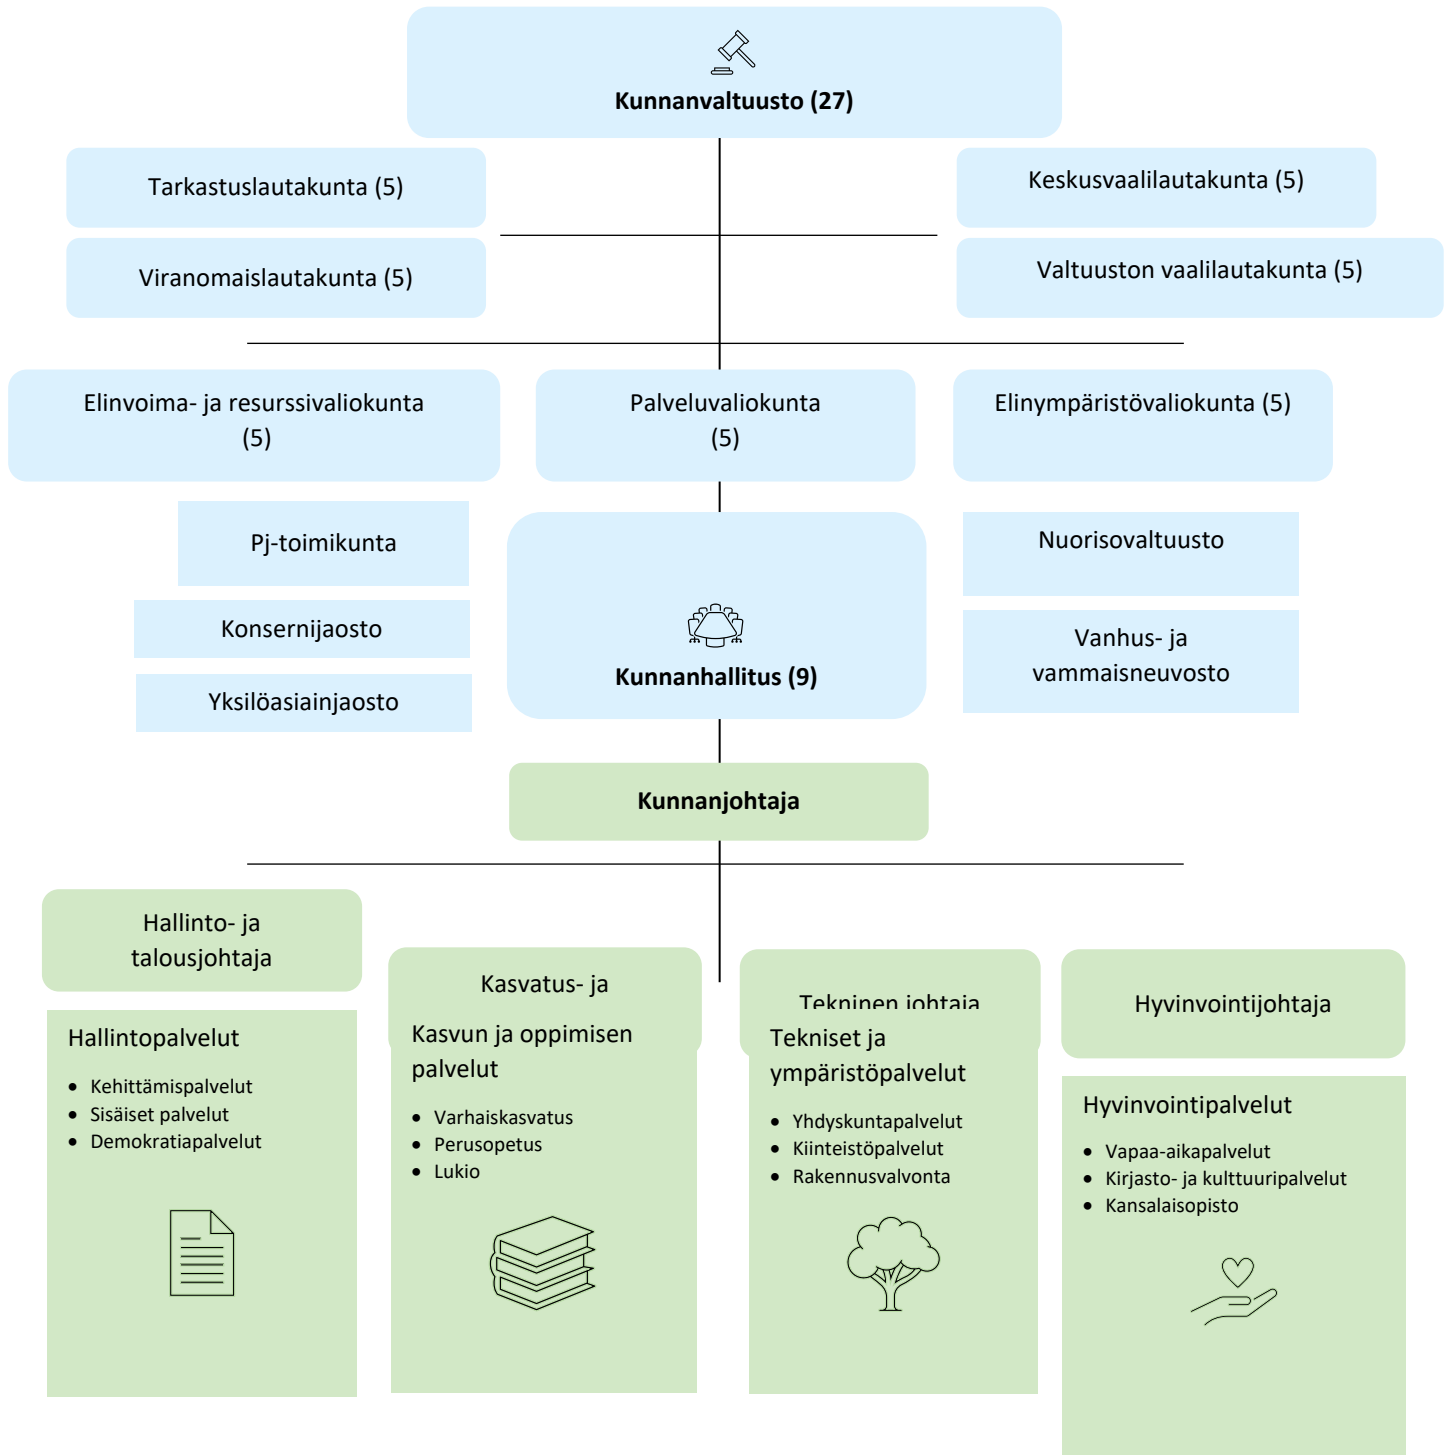 Kunnanvaltuusto (27)
Tarkastuslautakunta (5)
Keskusvaalilautakunta (5)
Viranomaislautakunta (5)
Valtuuston vaalilautakunta (5)
Elinvoima- ja resurssivaliokunta
(5)
Palveluvaliokunta
(5)
Elinympäristövaliokunta (5)
Pj-toimikunta
Konsernijaosto
Yksilöasiainjaosto
Kunnanhallitus (9)
Nuorisovaltuusto
Vanhus- ja
vammaisneuvosto
Kunnanjohtaja
Hallinto- ja
talousjohtaja
Hallintopalvelut
• Kehittämispalvelut
• Sisäiset palvelut
• Demokratiapalvelut
Kasvatus- ja
Kasvun ja oppimisen
palvelut
• Varhaiskasvatus
• Perusopetus
• Lukio
Tekninen johtaja
Tekniset ja
ympäristöpalvelut
• Yhdyskuntapalvelut
• Kiinteistöpalvelut
• Rakennusvalvonta
Hyvinvointijohtaja
Hyvinvointipalvelut
• Vapaa-aikapalvelut
• Kirjasto- ja kulttuuripalvelut
• Kansalaisopisto